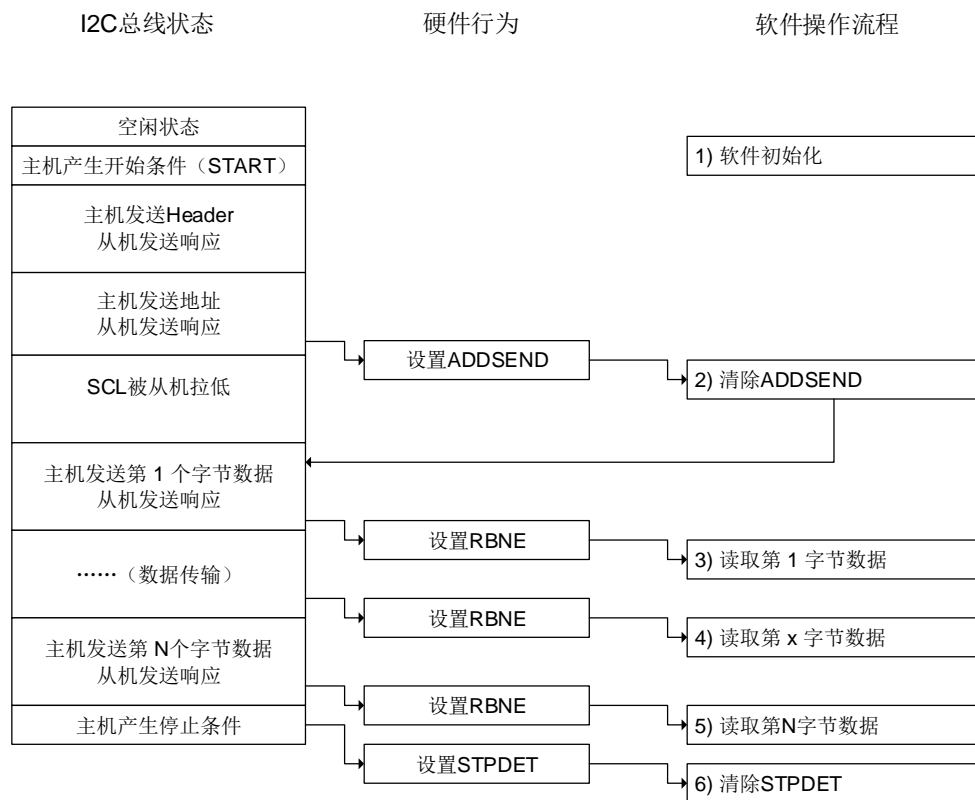 I2C总线状态
硬件行为
软件操作流程
空闲状态
主机产生开始条件（START）
1) 软件初始化
主机发送Header
从机发送响应
主机发送地址
从机发送响应
设置ADDSEND
2) 清除ADDSEND
SCL被从机拉低
主机发送第 1 个字节数据
从机发送响应
设置RBNE
3) 读取第 1 字节数据
……（数据传输）
设置RBNE
4) 读取第 x 字节数据
主机发送第 N个字节数据
从机发送响应
设置RBNE
5) 读取第N字节数据
主机产生停止条件
设置STPDET
6) 清除STPDET